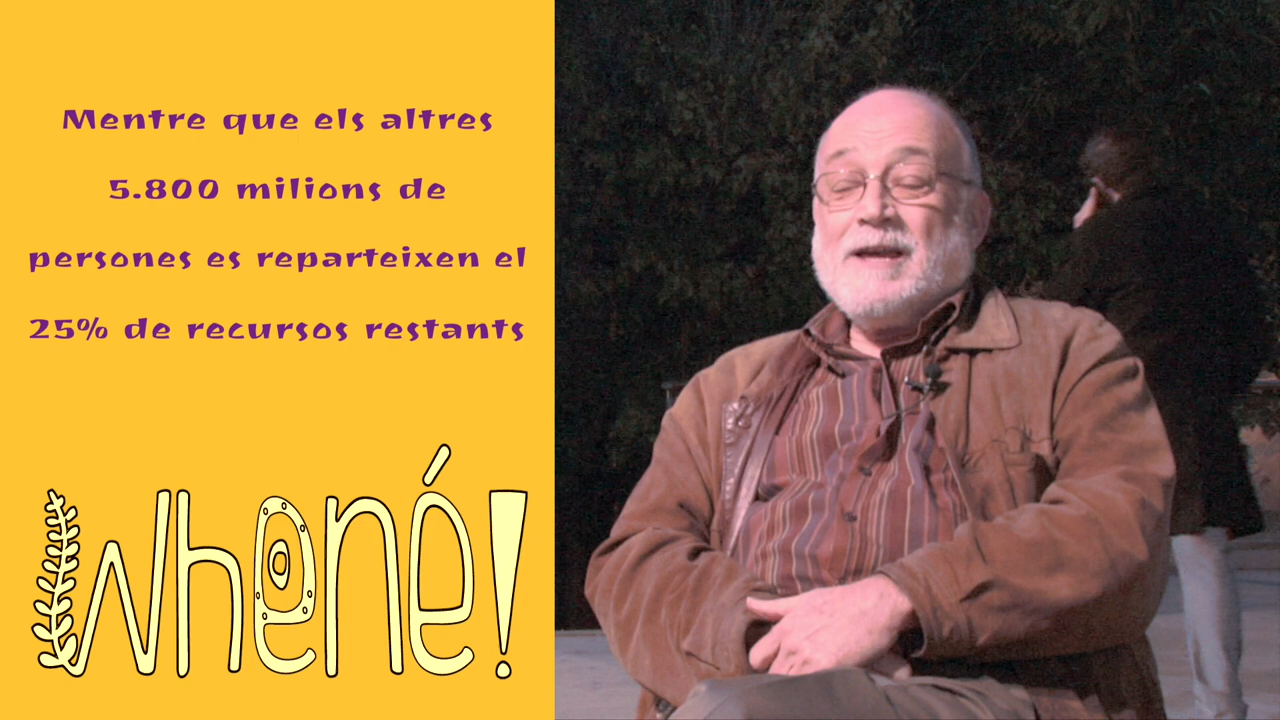 Mentre que els altres
5.800 milions de
persones es reparteixen el
25% de recursos restants
whené!